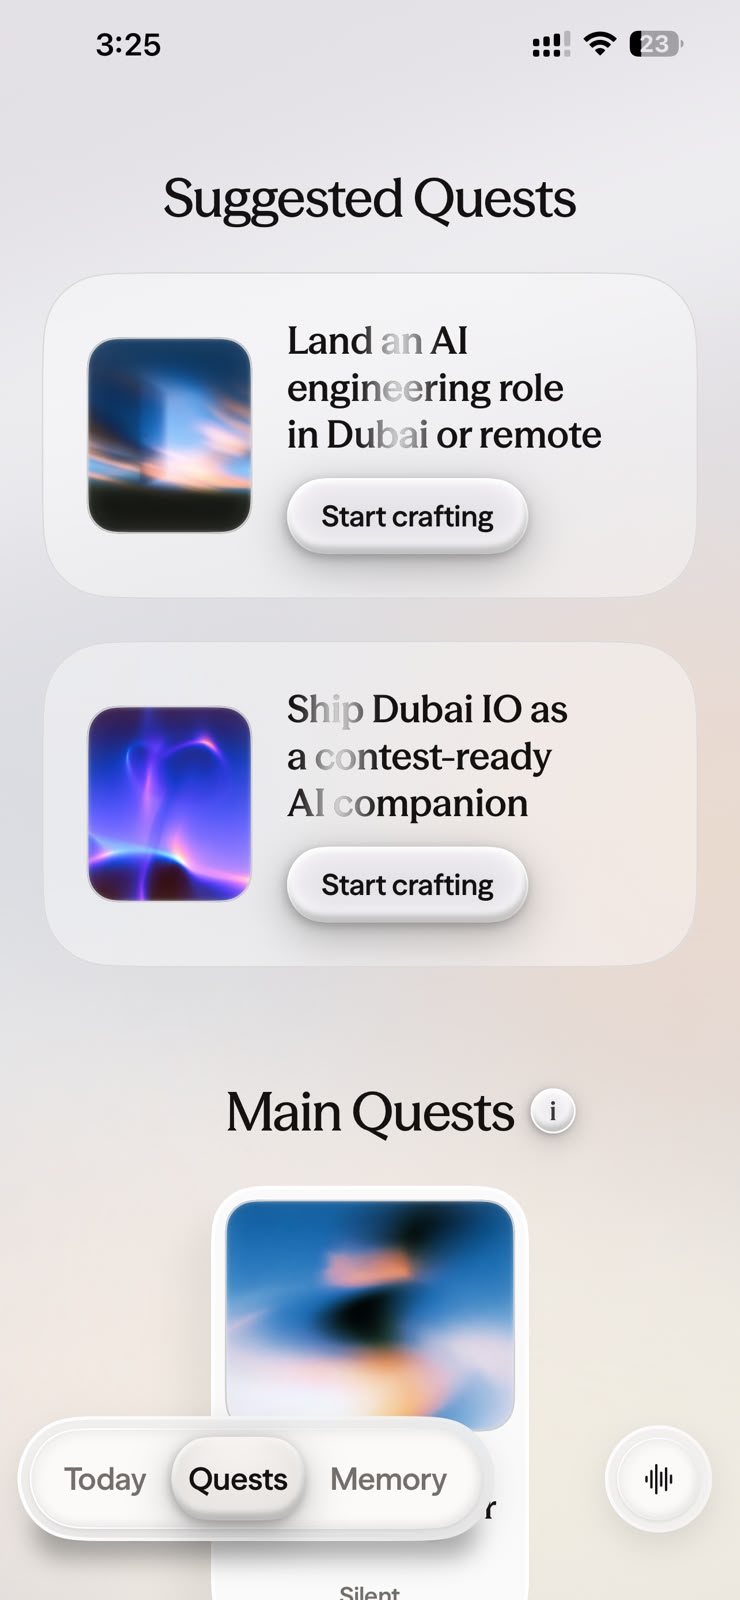 3:25
23
Suggested Quests
Land an AI
engineering role
in Dubai or remote
Start crafting
Ship Dubai IO as
a contest-ready
AI companion
Start crafting
Main Quests i
r
Today Quests Memory
Silent